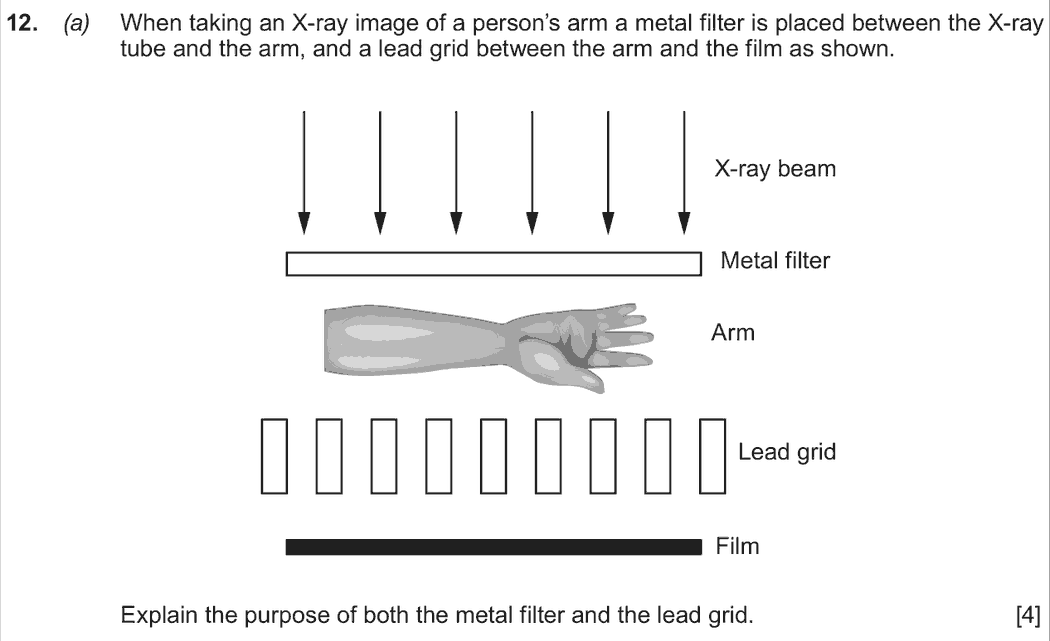 12. (a) When taking an X-ray image of a person's arm a metal filter is placed between the X-ray
tube and the arm, and a lead grid between the arm and the film as shown.
X-ray beam
Metal filter
Arm
Lead grid
Film
Explain the purpose of both the metal filter and the lead grid. [4]